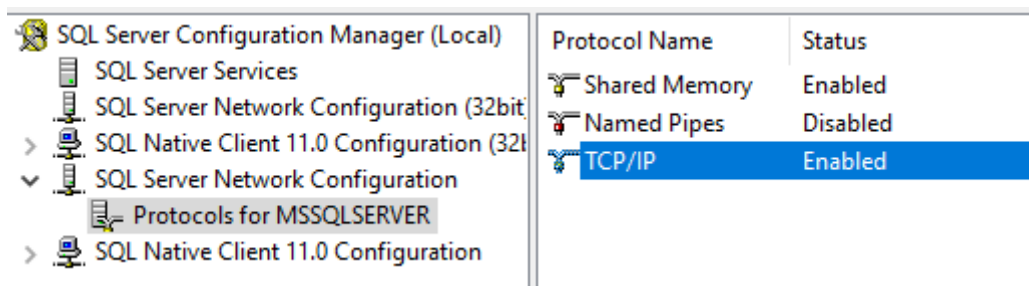 SQL Server Configuration Manager (Local)
SQL Server Services
SQL Server Network Configuration (32bit
SQL Native Client 11.0 Configuration (32b
SQL Server Network Configuration
Protocols for MSSQLSERVER
SQL Native Client 11.0 Configuration
Protocol Name Status
Shared Memory Enabled
Named Pipes Disabled
TCP/IP Enabled